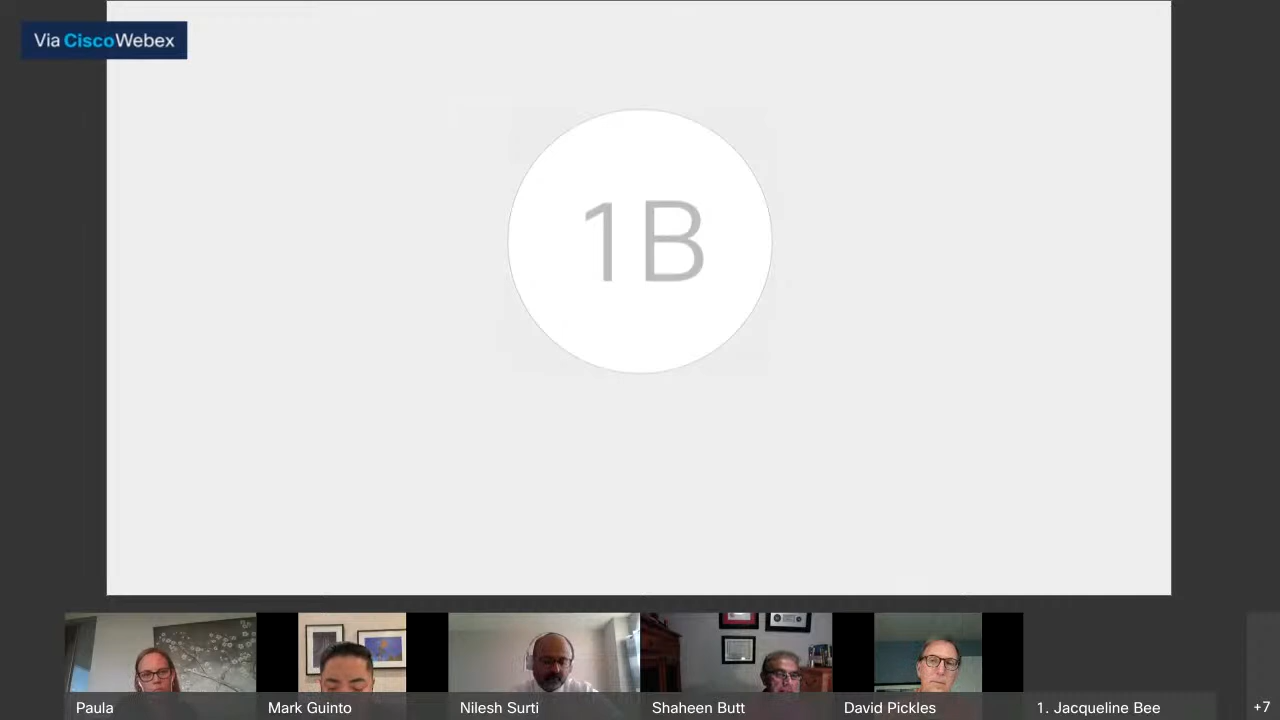 Via CiscoWebex
1B
Paula
Mark Guinto
Nilesh Surti
Shaheen Butt
David Pickles
1. Jacqueline Bee
+7